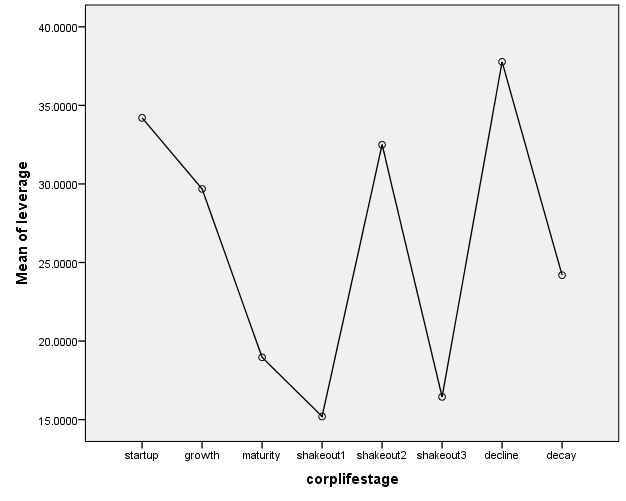 Mean of leverage
40.0000
35.0000
30.0000
25.0000
20.0000
15.0000
startup growth maturity shakeout1 shakeout2 shakeout3 decline decay
corplifestage